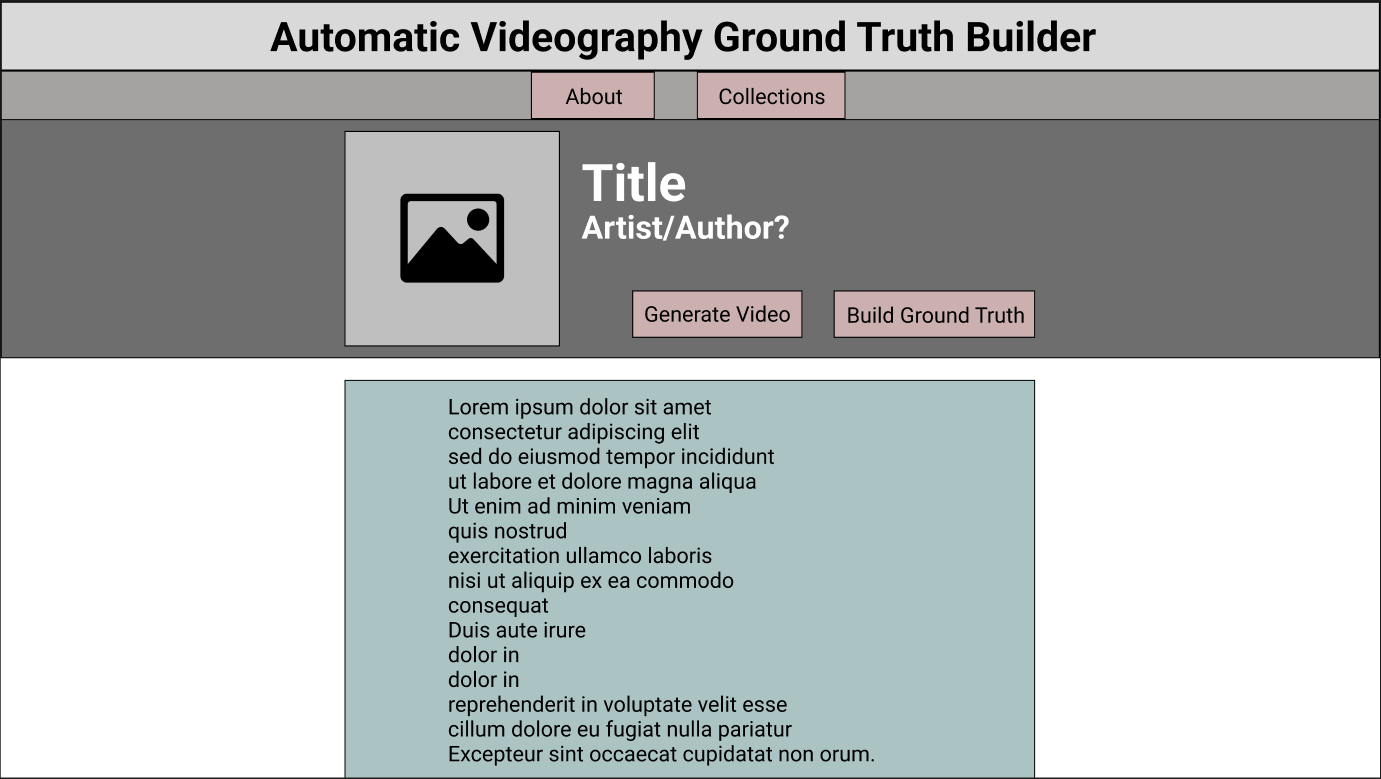 Automatic Videography Ground Truth Builder
About
Collections
Title
Artist/Author?
Generate Video
Build Ground Truth
Lorem ipsum dolor sit amet
consectetur adipiscing elit
sed do eiusmod tempor incididunt
ut labore et dolore magna aliqua
Ut enim ad minim veniam
quis nostrud
exercitation ullamco laboris
nisi ut aliquip ex ea commodo
consequat
Duis aute irure
dolor in
dolor in
reprehenderit in voluptate velit esse
cillum dolore eu fugiat nulla pariatur
Excepteur sint occaecat cupidatat non orum.